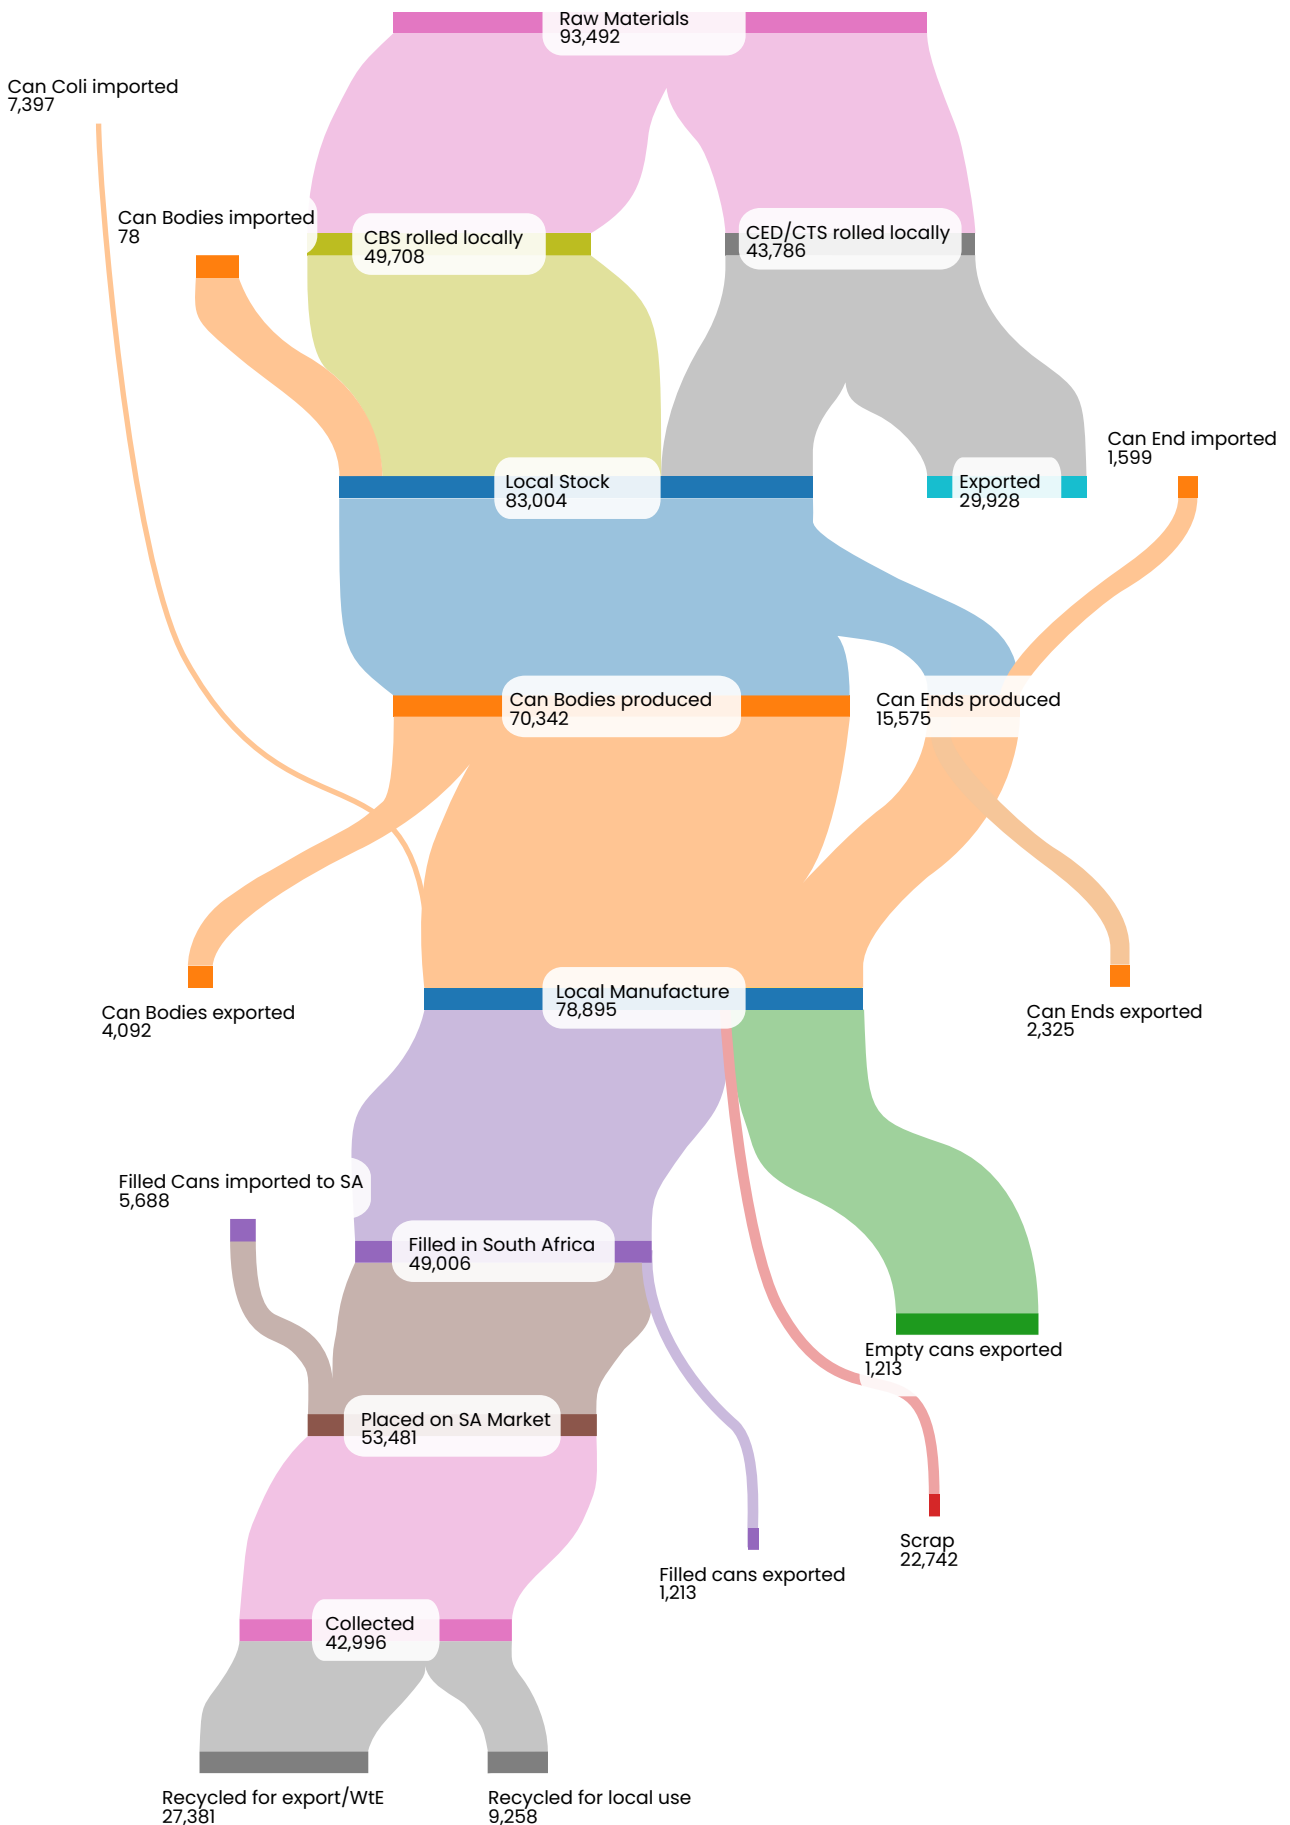 Raw Materials
93,492
Can Coli imported
7,397
Can Bodies imported
78
CBS rolled locally
49,708
CED/CTS rolled locally
43,786
Can End imported
1,599
Local Stock
83,004
Exported
29,928
Can Bodies produced
70,342
Can Ends produced
15,575
Local Manufacture
78,895
Can Bodies exported
4,092
Can Ends exported
2,325
Filled Cans imported to SA
5,688
Filled in South Africa
49,006
Empty cans exported
1,213
Placed on SA Market
53,481
Scrap
22,742
Filled cans exported
1,213
Collected
42,996
Recycled for export/WtE
27,381
Recycled for local use
9,258